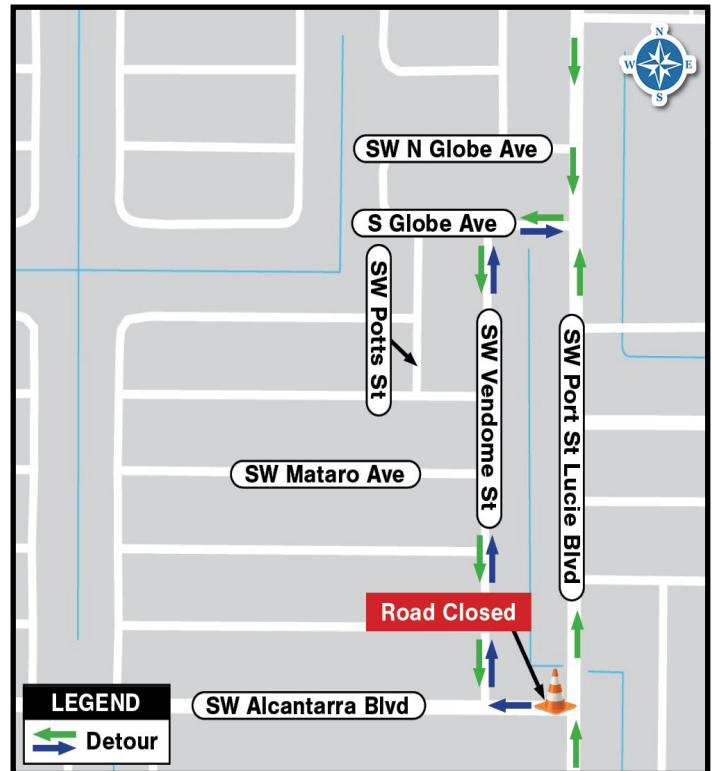 N
W E
S
SW N Globe Ave
S Globe Ave
SW Potts St
SW Vendome St
SW Port St Lucie Blvd
SW Mataro Ave
Road Closed
SW Alcantarra Blvd
LEGEND
Detour